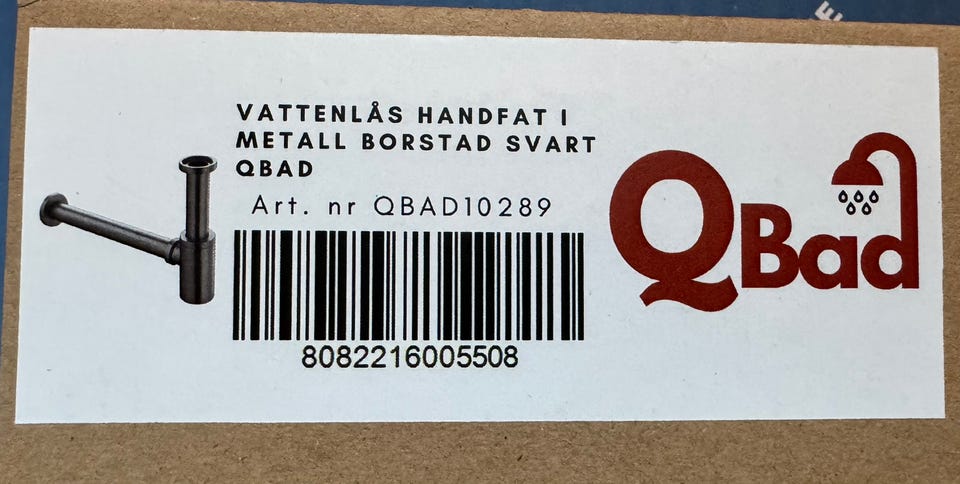 VATTENLÅS HANDFAT I
METALL BORSTAD SVART
QBAD
Art. nr QBAD10289
8082216005508
QBad